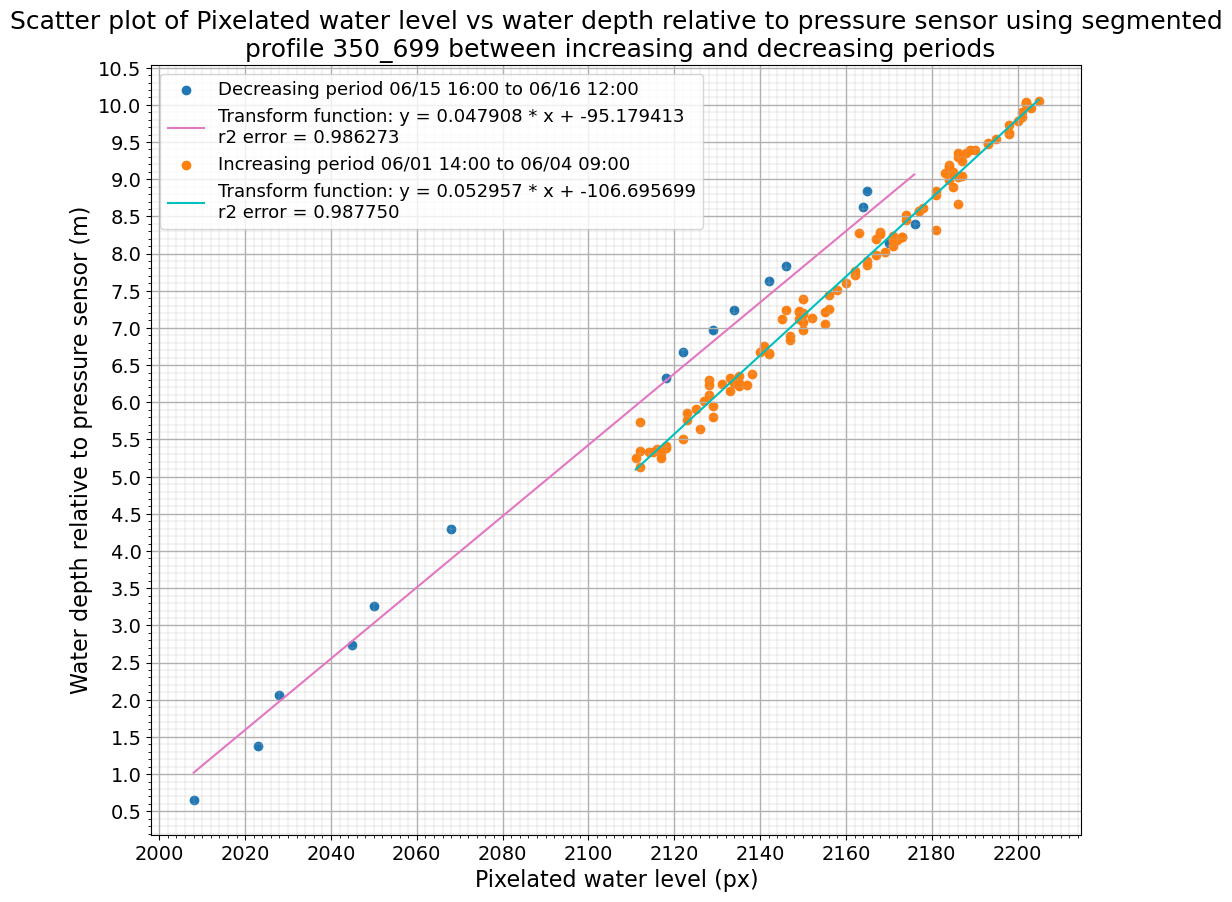 Scatter plot of Pixelated water level vs water depth relative to pressure sensor using segmented
profile 350_699 between increasing and decreasing periods
Decreasing period 06/15 16:00 to 06/16 12:00
Transform function: y = 0.047908 * x + -95.179413
r2 error = 0.986273
Increasing period 06/01 14:00 to 06/04 09:00
Transform function: y = 0.052957 * x + -106.695699
r2 error = 0.987750
Water depth relative to pressure sensor (m)
10.5
10.0
9.5
9.0
8.5
8.0
7.5
7.0
6.5
6.0
5.5
5.0
4.5
4.0
3.5
3.0
2.5
2.0
1.5
1.0
0.5
2000 2020 2040 2060 2080 2100 2120 2140 2160 2180 2200
Pixelated water level (px)